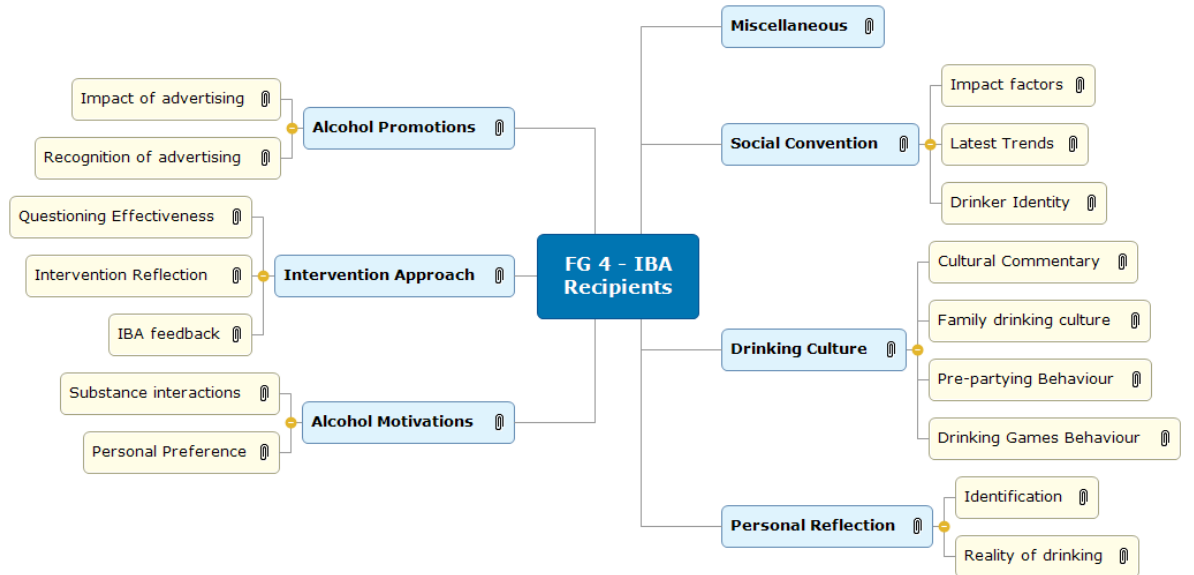 FG 4 - IBA
Recipients
Alcohol Promotions
Impact of advertising
Recognition of advertising
Intervention Approach
Questioning Effectiveness
Intervention Reflection
IBA feedback
Alcohol Motivations
Substance interactions
Personal Preference
Miscellaneous
Social Convention
Impact factors
Latest Trends
Drinker Identity
Drinking Culture
Cultural Commentary
Family drinking culture
Pre-partying Behaviour
Drinking Games Behaviour
Personal Reflection
Identification
Reality of drinking